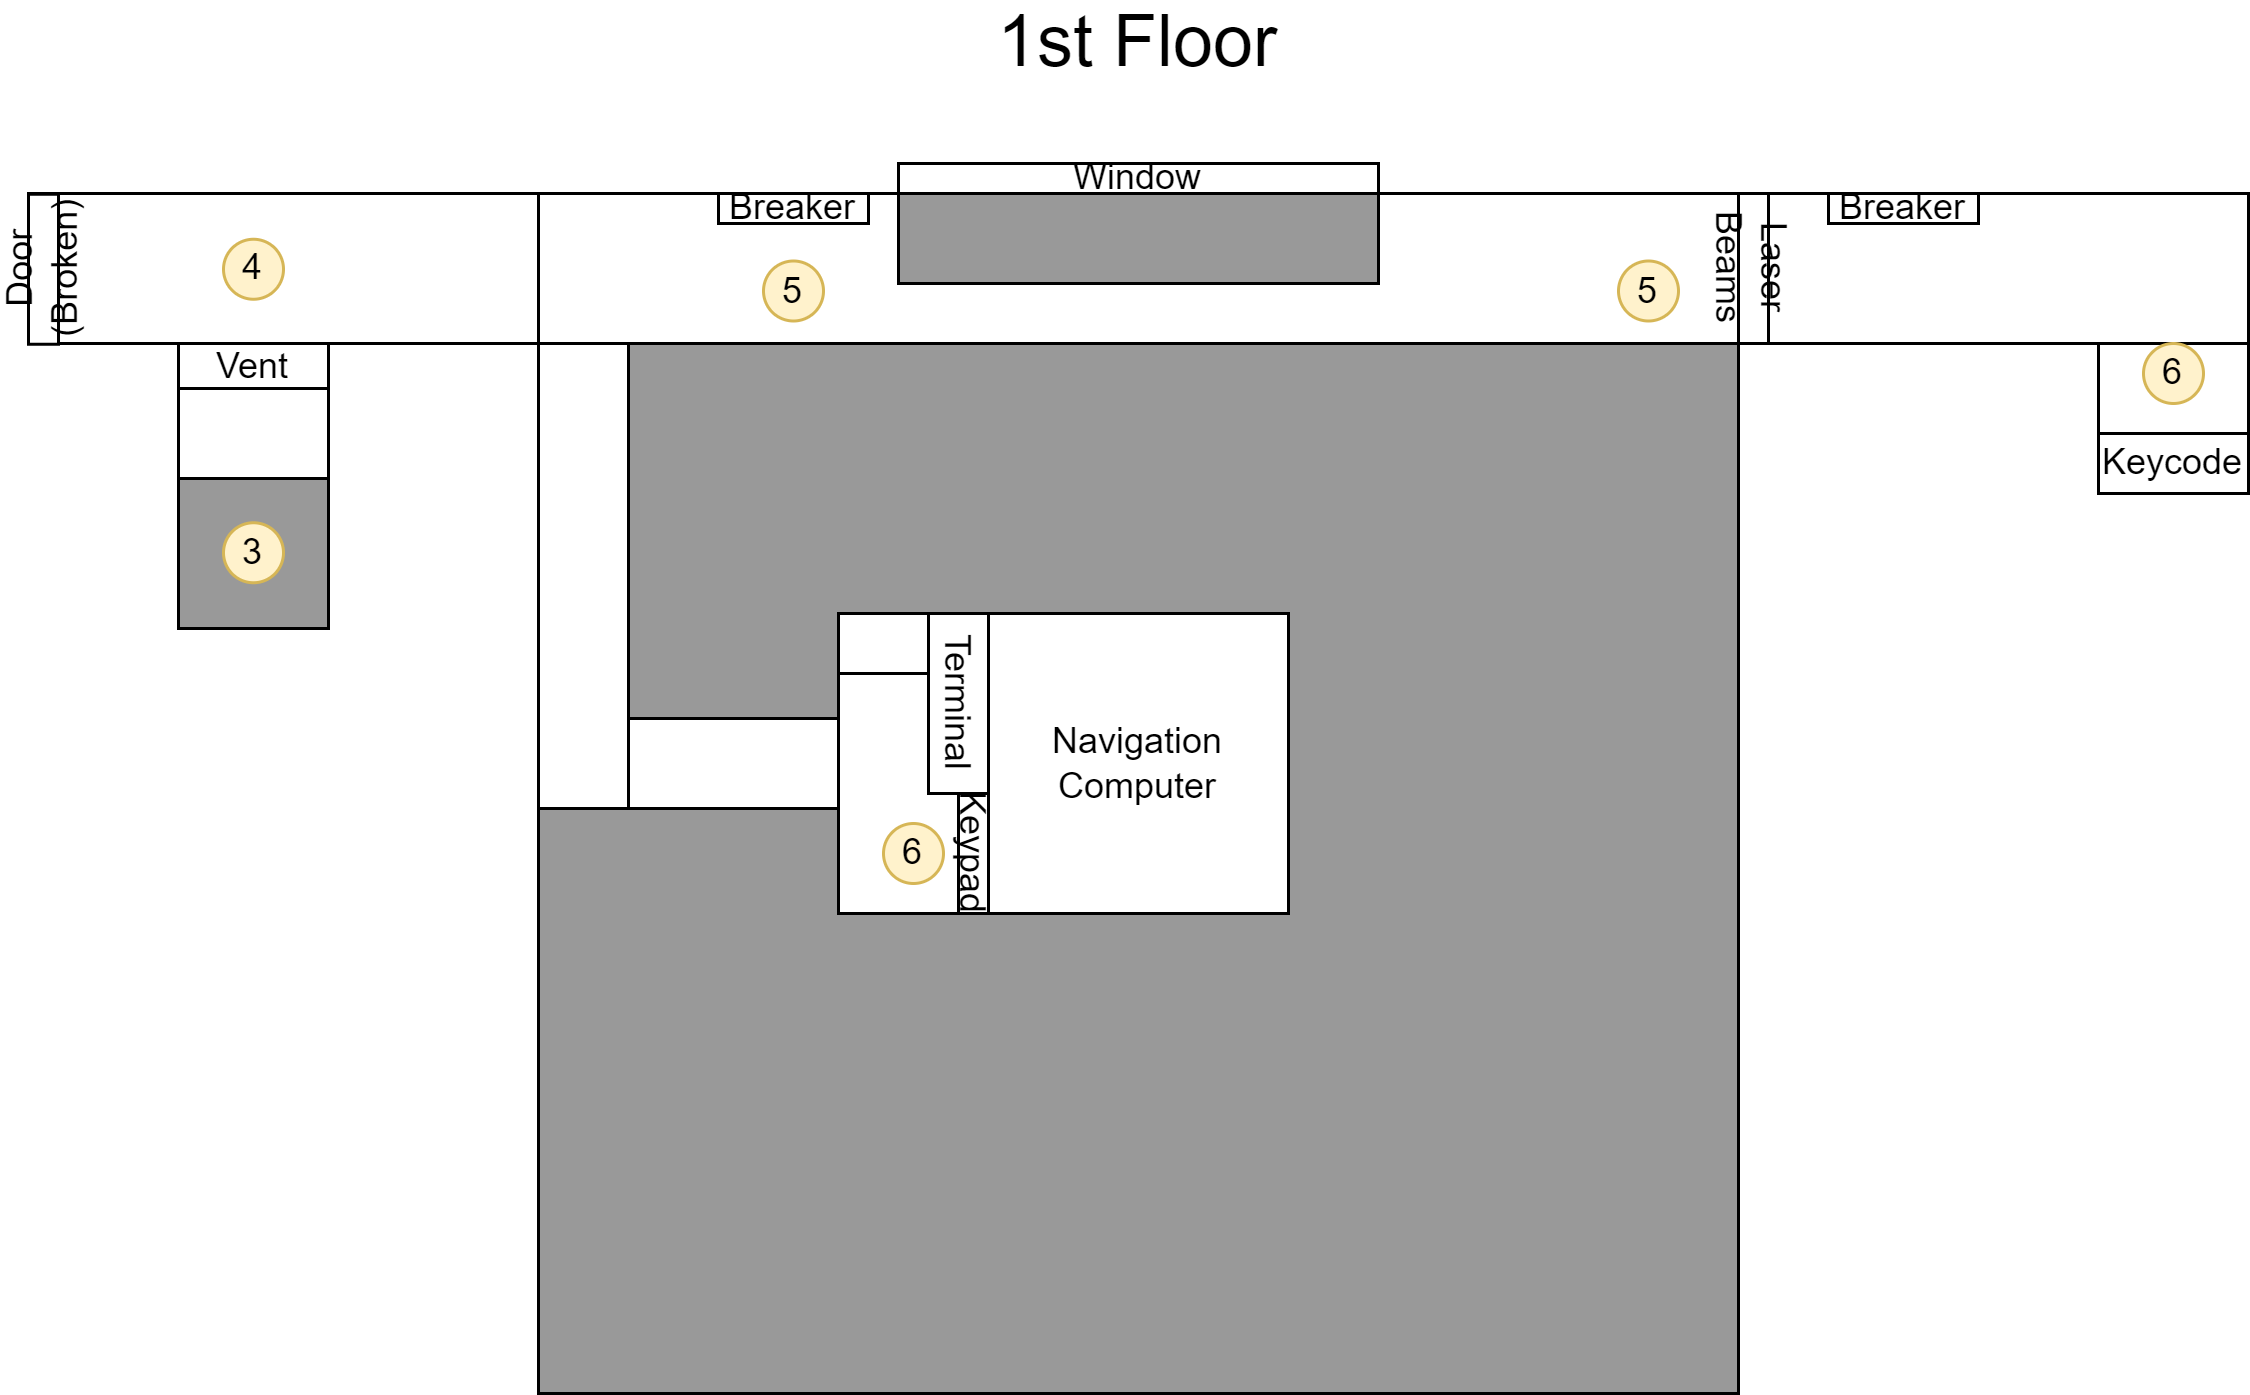 1st Floor
Window
Breaker
Breaker
Door
(Broken)
4
5
5
Laser
Beams
Vent
6
Keycode
3
Terminal
Navigation
Computer
6
Keypad